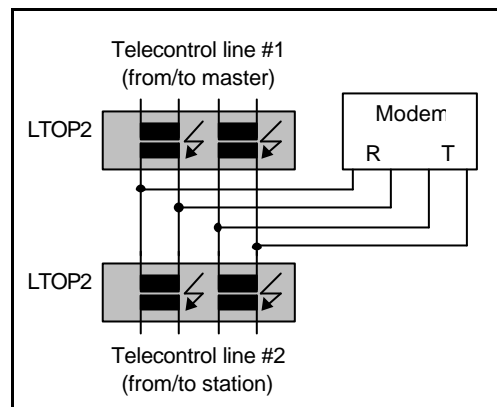 Telecontrol line #1
(from/to master)
LTOP2
Modem
R T
LTOP2
Telecontrol line #2
(from/to station)